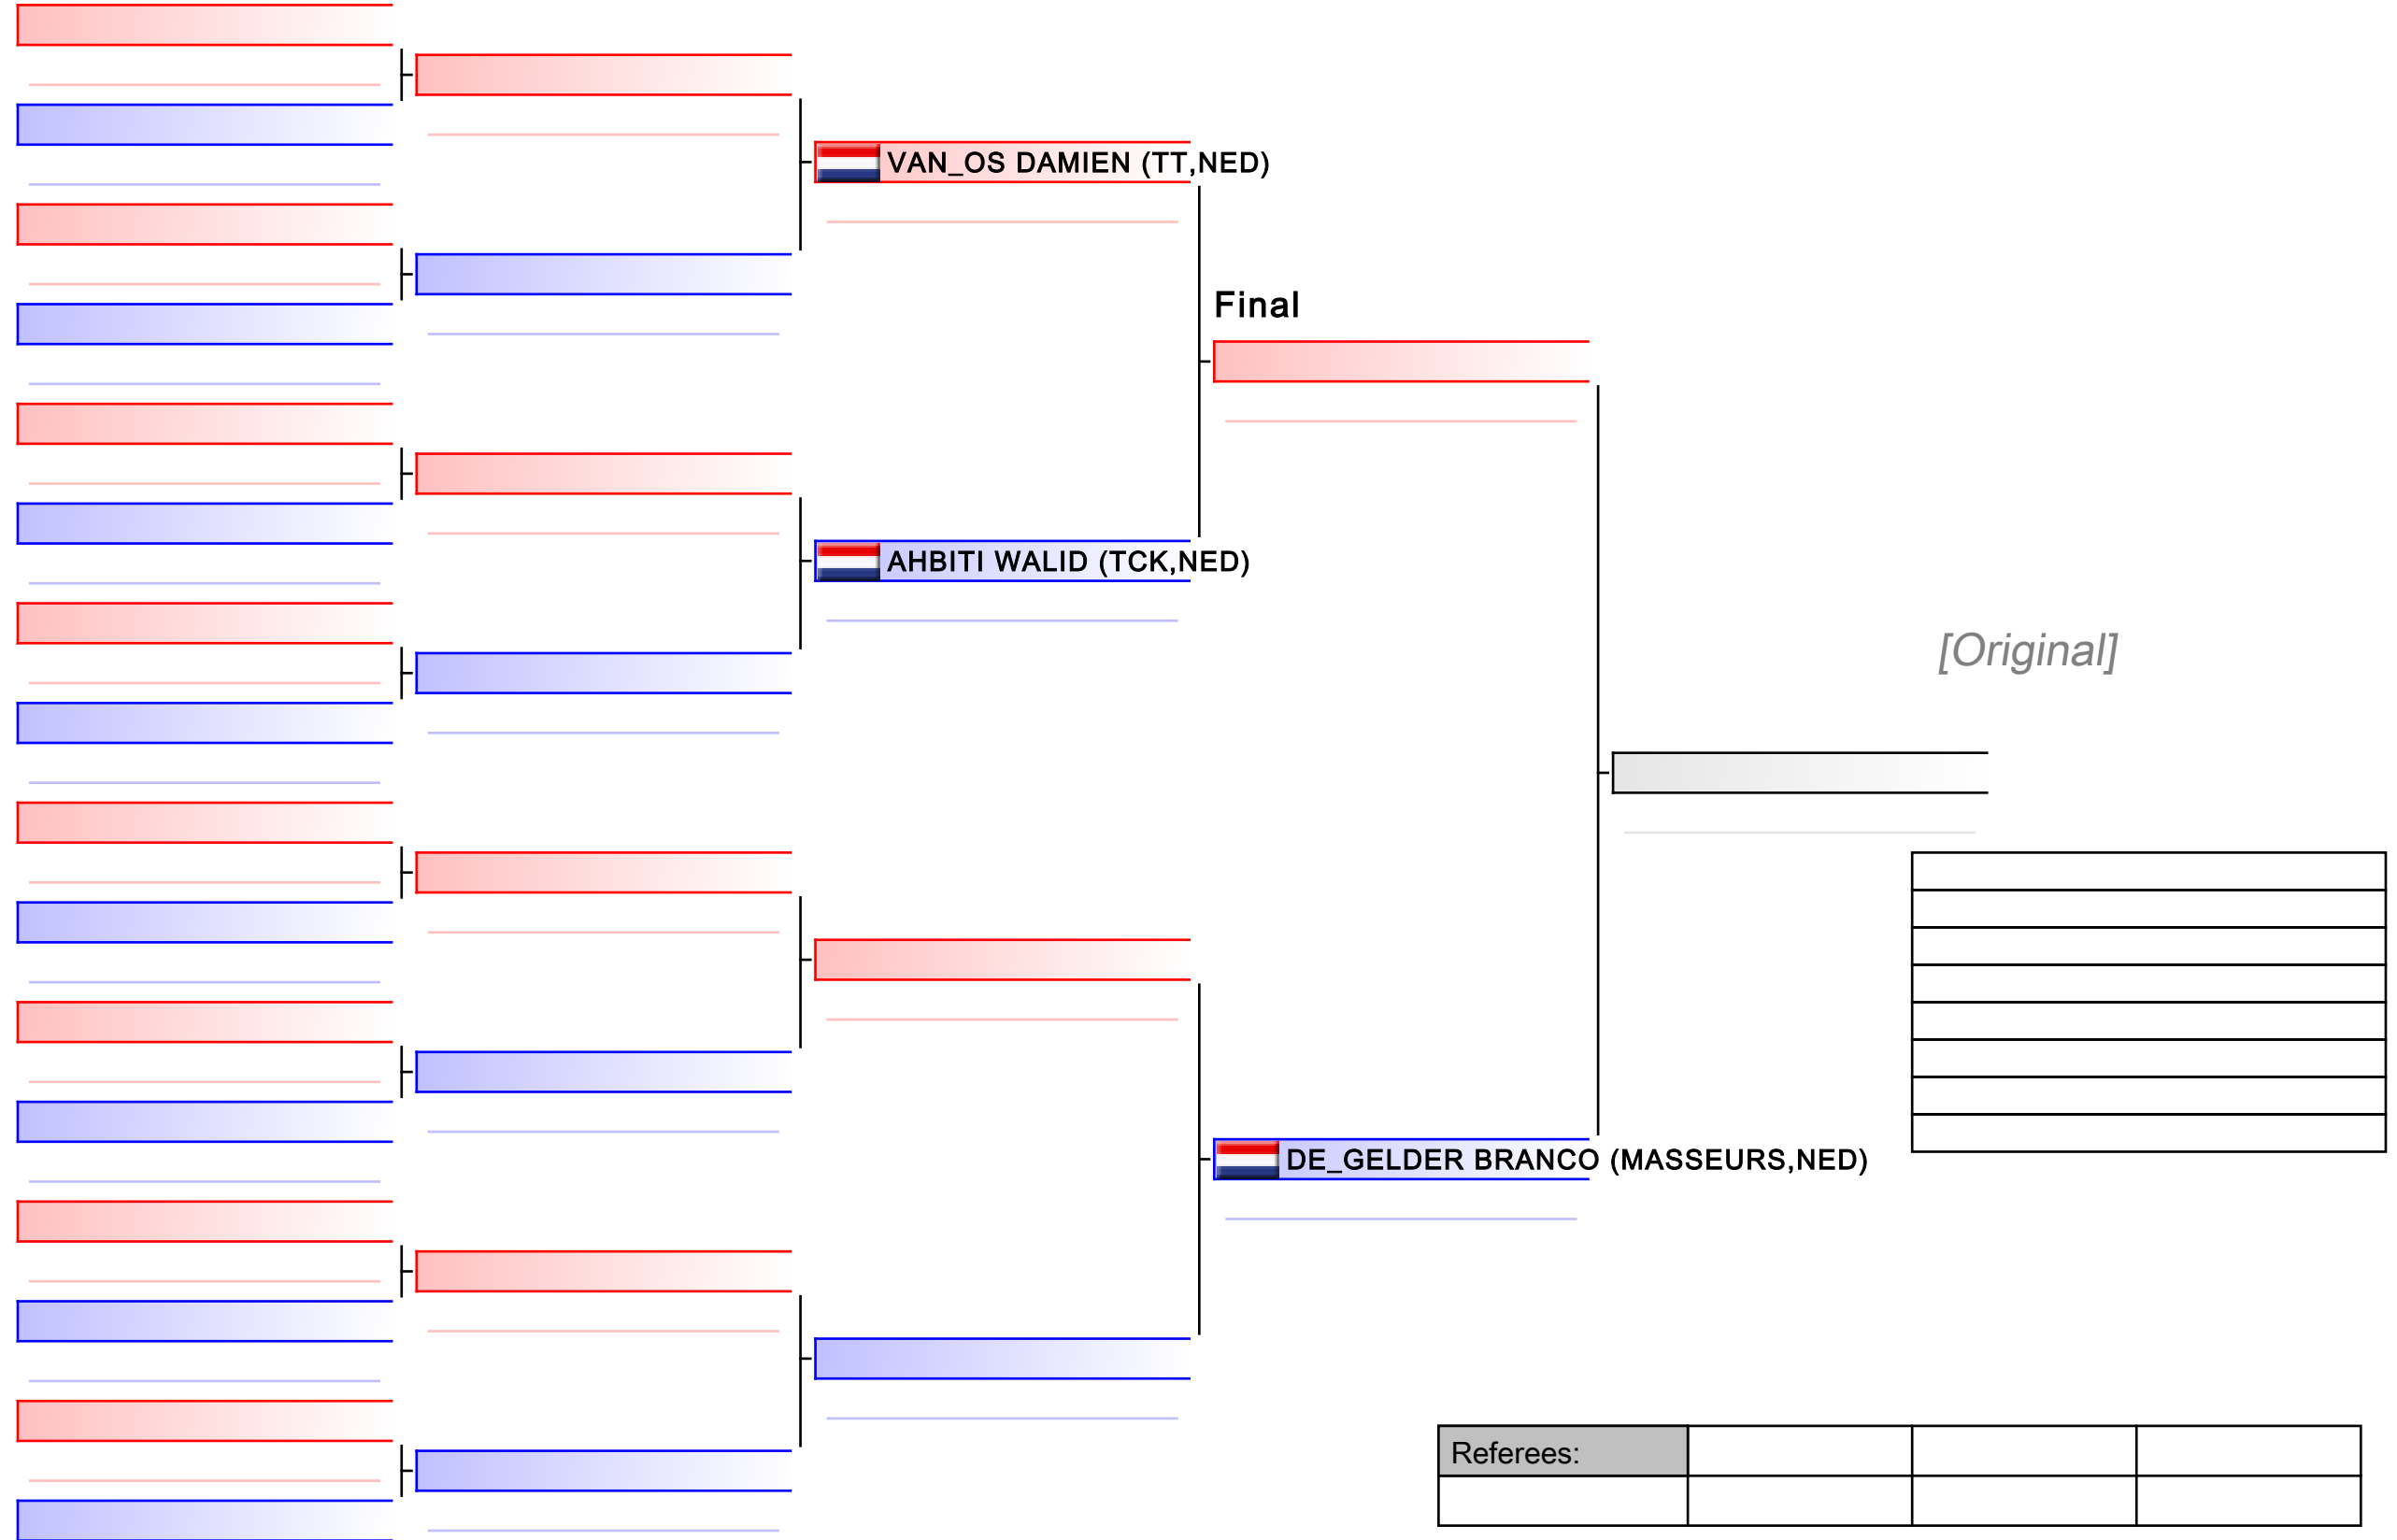 VAN_OS DAMIEN (TT,NED)
Final
AHBITI WALID (TCK,NED)
[Original]
DE_GELDER BRANCO (MASSEURS,NED)
Referees: